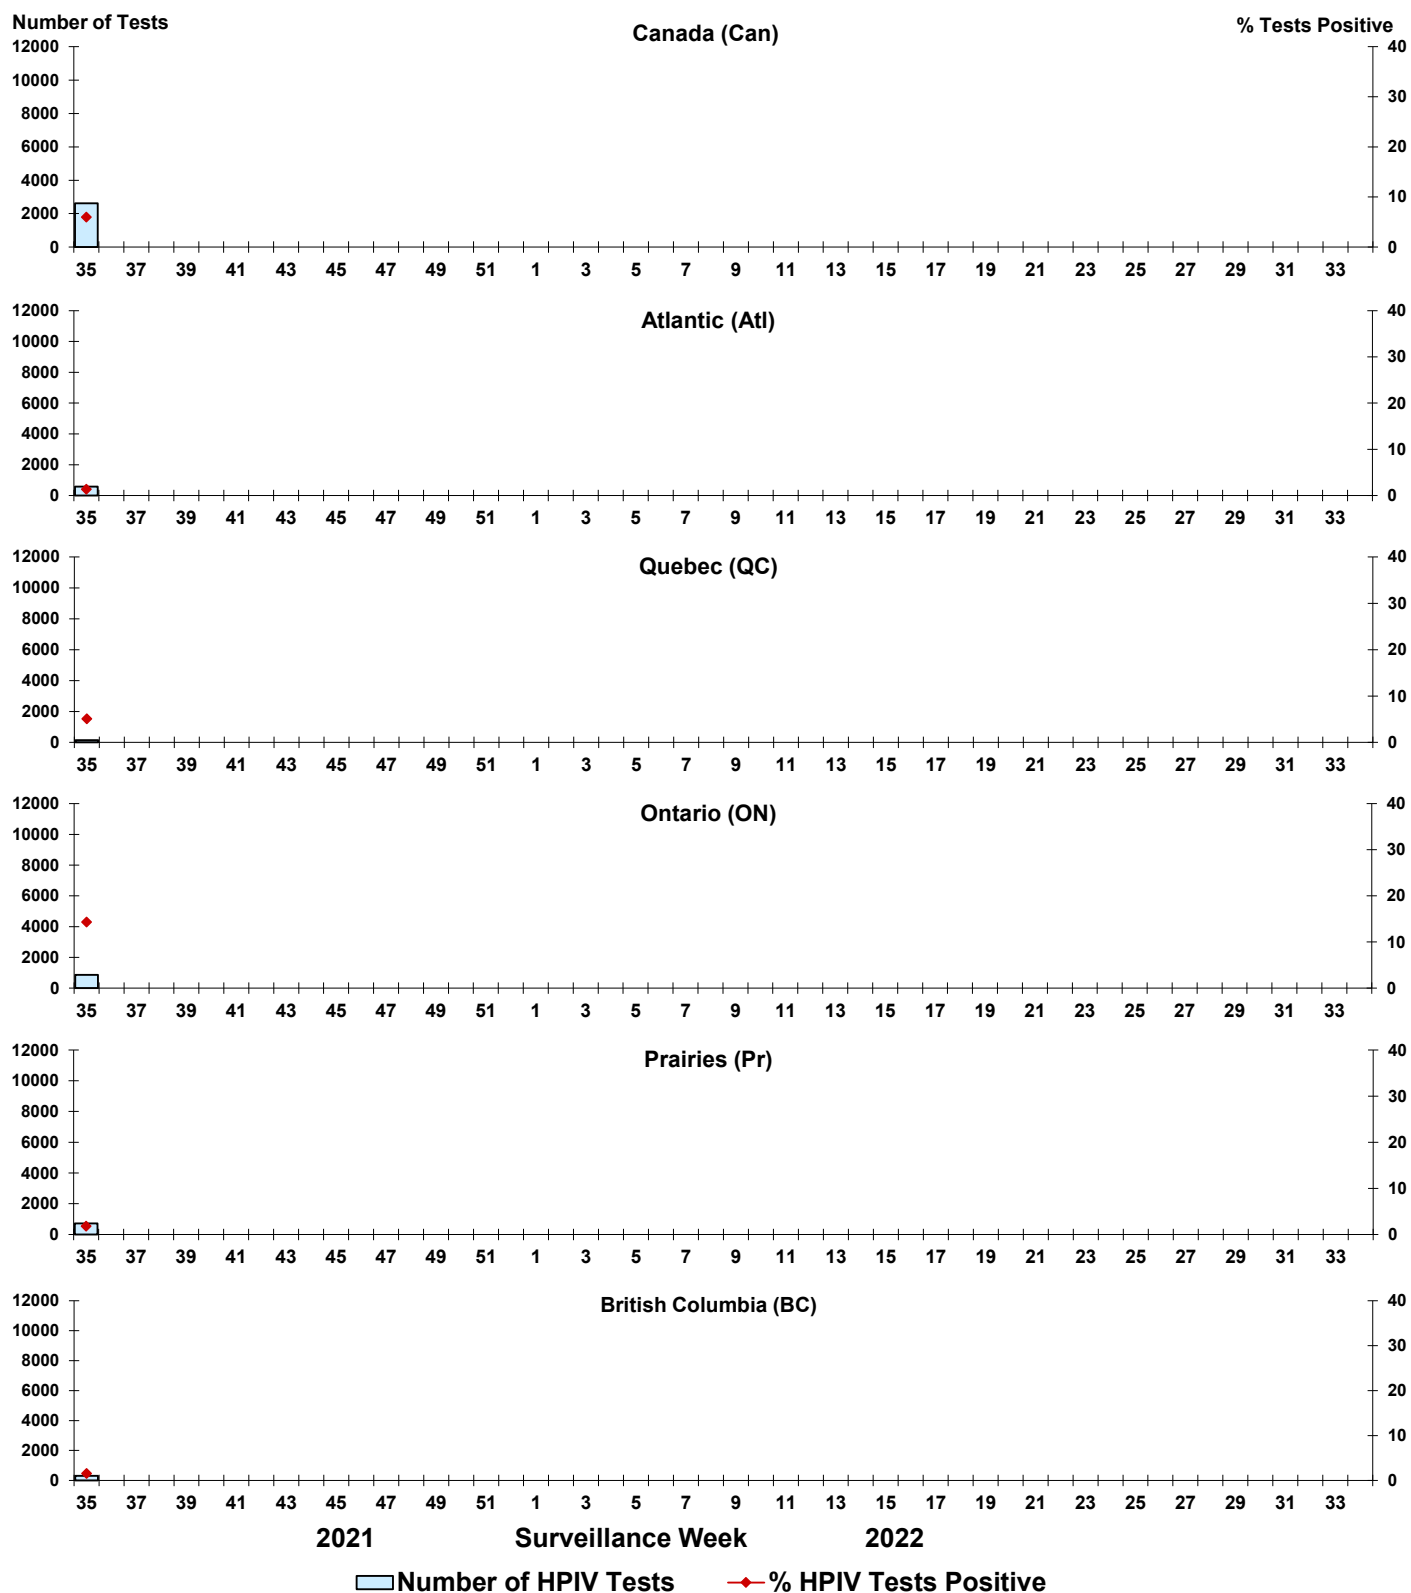 Number of Tests
Canada (Can)
% Tests Positive
12000 40
10000 30
8000
6000 20
4000
2000 10
0 0
35 37 39 41 43 45 47 49 51 1 3 5 7 9 11 13 15 17 19 21 23 25 27 29 31 33
Atlantic (Atl)
12000 40
10000 30
8000
6000 20
4000
2000 10
0 0
35 37 39 41 43 45 47 49 51 1 3 5 7 9 11 13 15 17 19 21 23 25 27 29 31 33
Quebec (QC)
12000 40
10000 30
8000
6000 20
4000
2000 10
0 0
35 37 39 41 43 45 47 49 51 1 3 5 7 9 11 13 15 17 19 21 23 25 27 29 31 33
Ontario (ON)
12000 40
10000 30
8000
6000 20
4000
2000 10
0 0
35 37 39 41 43 45 47 49 51 1 3 5 7 9 11 13 15 17 19 21 23 25 27 29 31 33
Prairies (Pr)
12000 40
10000 30
8000
6000 20
4000
2000 10
0 0
35 37 39 41 43 45 47 49 51 1 3 5 7 9 11 13 15 17 19 21 23 25 27 29 31 33
British Columbia (BC)
12000 40
10000 30
8000
6000 20
4000
2000 10
0 0
35 37 39 41 43 45 47 49 51 1 3 5 7 9 11 13 15 17 19 21 23 25 27 29 31 33
2021 Surveillance Week 2022
Number of HPIV Tests % HPIV Tests Positive